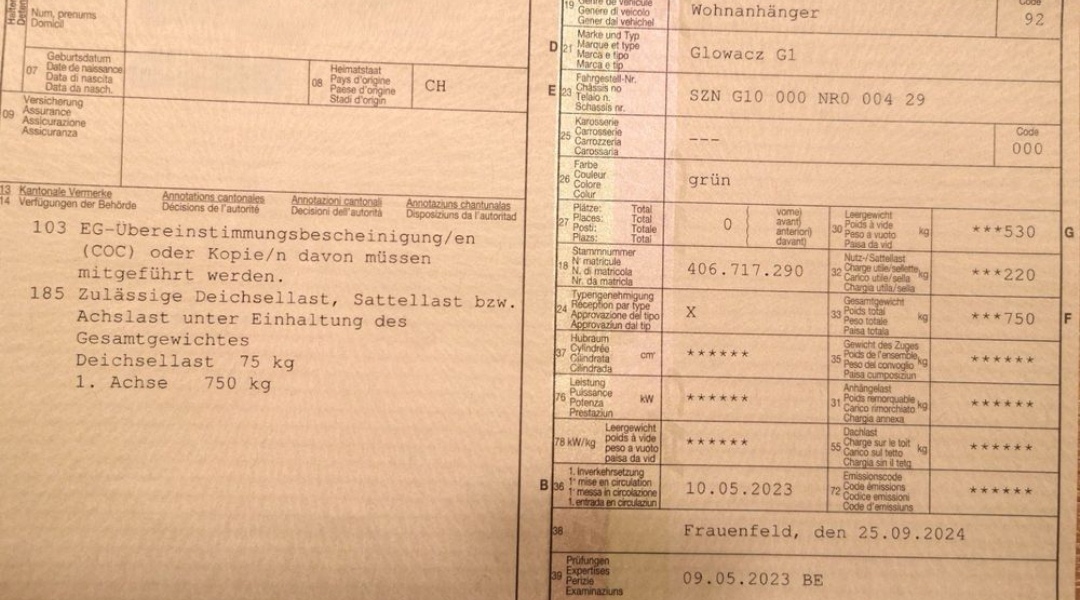 Num, prenums
Domicil
07
Geburtsdatum
Date de naissance
Data di nascita
Data da nasch.
08
Heimatstaat
Pays d'origine
Paese d'origine
Stadi d'origin
CH
09
Versicherung
Assurance
Assicurazione
Assicuranza
13 Kantonale Vermerke Annotations cantonales Annotazioni cantonali Annotaziuns chantunalas
14 Verfügungen der Behörde Décisions de l'autorité Decisioni dell'autorità Disposiziuns da l'autoritad
103 EG-Übereinstimmungsbescheinigung/en
(COC) oder Kopie/n davon müssen
mitgeführt werden.
185 Zulässige Deichsellast, Sattellast bzw.
Achslast unter Einhaltung des
Gesamtgewichtes
Deichsellast 75 kg
1. Achse 750 kg
19
Genere di veicolo
Gener dal vehichel
Wohnanhänger
Code
92
D 21
Marke und Typ
Marque et type
Marca e tipo
Marca e tip
Glowacz G1
E 23
Fahrgestell-Nr.
Châssis no
Telaio n.
Schassis nr.
SZN G10 000 NR0 004 29
25
Karosserie
Carrosserie
Carrozzeria
Carossaria
---
Code
000
26
Farbe
Couleur
Colore
Colur
grün
27
Plätze: Total
Places: Total
Posti: Totale
Plazs: Total
0
vorne)
avant)
anteriori)
davant)
30
Leergewicht
Poids à vide
Peso a vuoto
Paisa da vid
kg
***530
G
18
Stammnummer
N° matricule
N. di matricola
Nr. da matricla
406.717.290
32
Nutz-/Sattellast
Charge utile/sellette
Carico utile/sella
Chargia utila/sella
kg
***220
24
Typengenehmigung
Réception par type
Approvazione del tipo
Approvaziun dal tip
X
33
Gesamtgewicht
Poids total
Peso totale
Paisa totala
kg
***750
F
37
Hubraum
Cylindrée
Cilindrata
Cilindrada
cm³
******
35
Gewicht des Zuges
Poids de l'ensemble
Peso del convoglio
Paisa cumposiziun
kg
******
76
Leistung
Puissance
Potenza
Prestaziun
kW
******
31
Anhängelast
Poids remorquable
Carico rimorchiato
Chargia annexa
kg
******
78 kW/kg
Leergewicht
poids à vide
peso a vuoto
paisa da vid
******
55
Dachlast
Charge sur le toit
Carico sul tetto
Chargia sin il tetg
kg
******
B 36
1. Inverkehrsetzung
1re mise en circulation
1a messa in circolazione
1. entrada en circulaziun
10.05.2023
72
Emissionscode
Code émissions
Codice emissioni
Code d'emissiuns
******
38
Frauenfeld, den 25.09.2024
39
Prüfungen
Expertises
Perizie
Examinaziuns
09.05.2023 BE